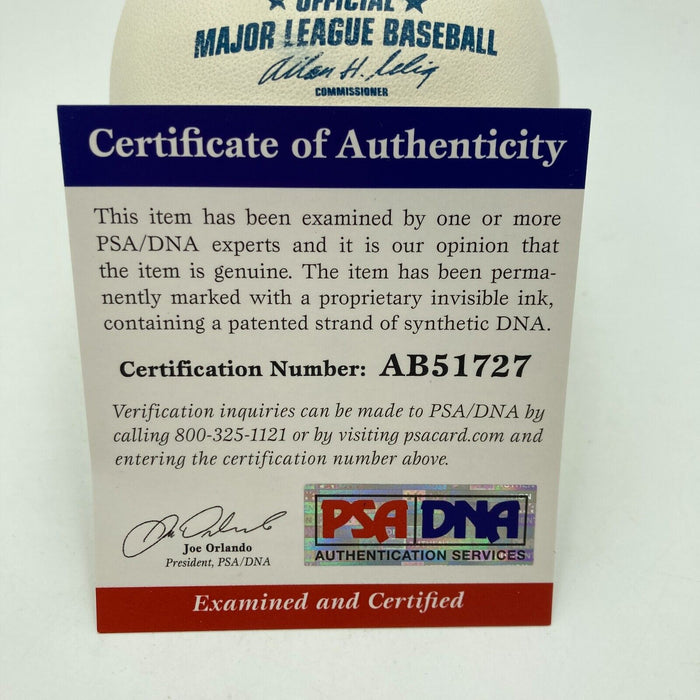 ★ OFFICIAL ★
MAJOR LEAGUE BASEBALL
Allan H. Selig
COMMISSIONER
Certificate of Authenticity
This item has been examined by one or more
PSA/DNA experts and it is our opinion that
the item is genuine. The item has been perma-
nently marked with a proprietary invisible ink,
containing a patented strand of synthetic DNA.
Certification Number: AB51727
Verification inquiries can be made to PSA/DNA by
calling 800-325-1121 or by visiting psacard.com and
entering the certification number above.
Joe Orlando
President, PSA/DNA
PSA DNA
AUTHENTICATION SERVICES
Examined and Certified